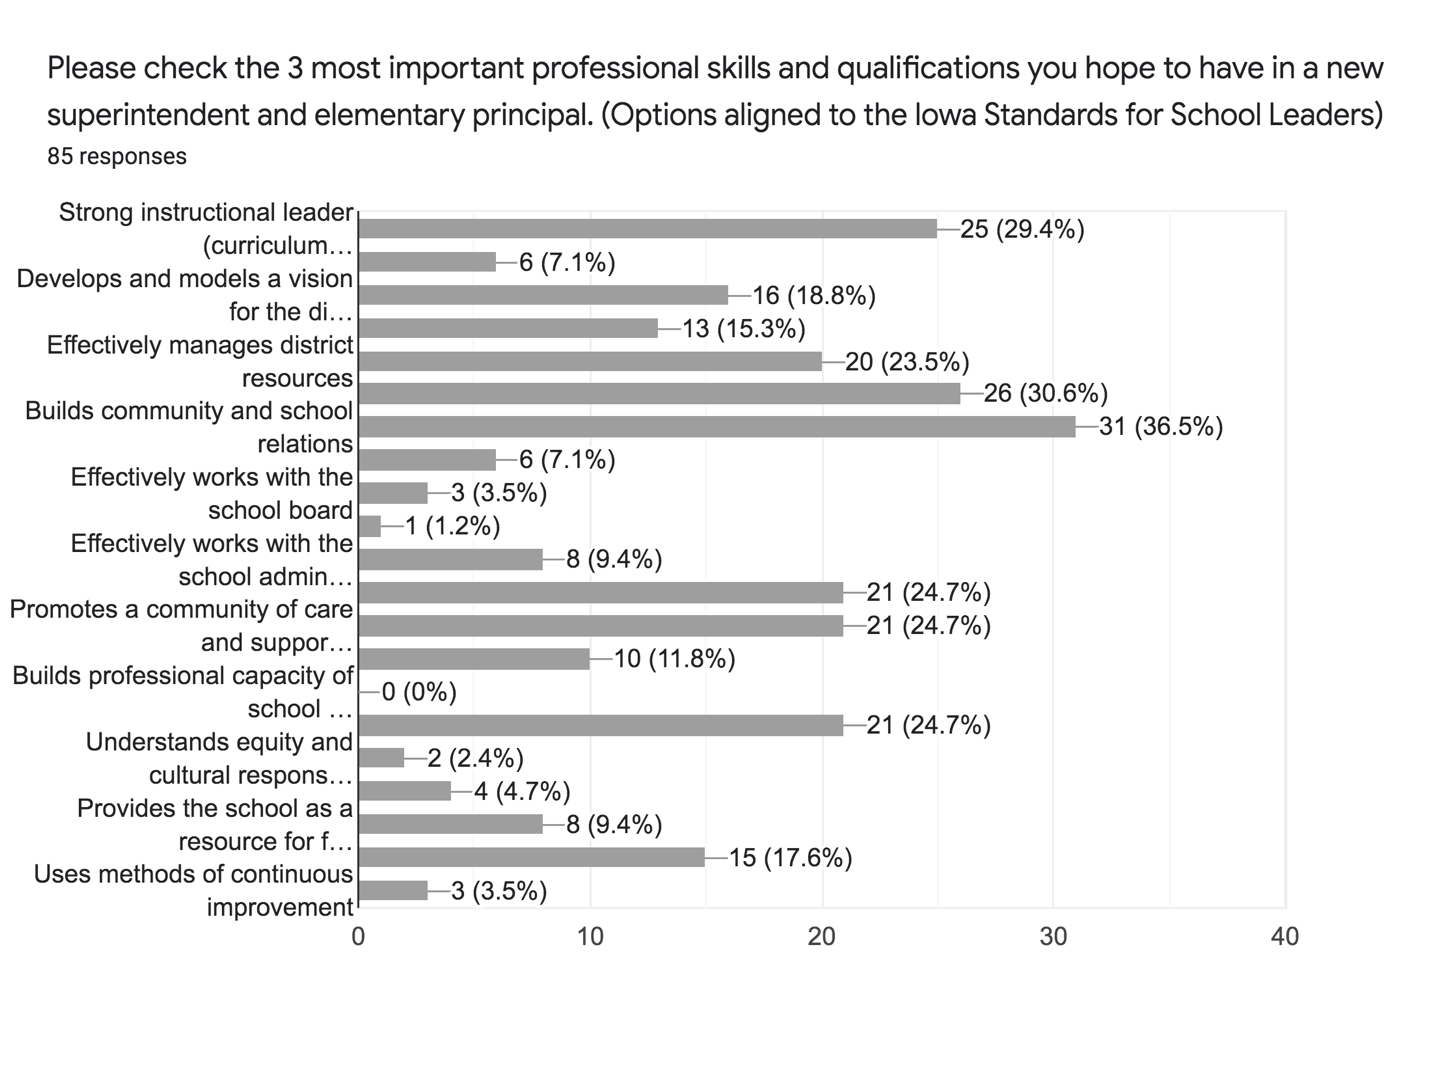 Please check the 3 most important professional skills and qualifications you hope to have in a new
superintendent and elementary principal. (Options aligned to the Iowa Standards for School Leaders)
85 responses
Strong instructional leader
(curriculum…
Develops and models a vision
for the di…
Effectively manages district
resources
Builds community and school
relations
Effectively works with the
school board
Effectively works with the
school admin…
Promotes a community of care
and suppor…
Builds professional capacity of
school …
Understands equity and
cultural respons…
Provides the school as a
resource for f…
Uses methods of continuous
improvement
25 (29.4%)
6 (7.1%)
16 (18.8%)
13 (15.3%)
20 (23.5%)
26 (30.6%)
31 (36.5%)
6 (7.1%)
3 (3.5%)
1 (1.2%)
8 (9.4%)
21 (24.7%)
21 (24.7%)
10 (11.8%)
0 (0%)
21 (24.7%)
2 (2.4%)
4 (4.7%)
8 (9.4%)
15 (17.6%)
3 (3.5%)
0 10 20 30 40